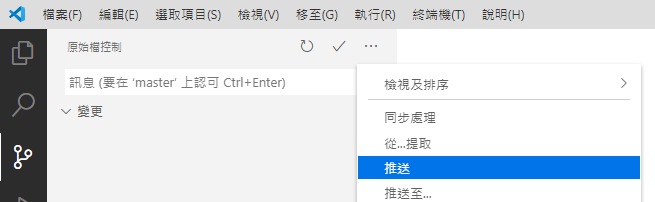 檔案(F) 編輯(E) 選取項目(S) 檢視(V) 移至(G) 執行(R) 終端機(T) 說明(H)
原始檔控制
訊息 (要在 'master' 上認可 Ctrl+Enter)
變更
檢視及排序
同步處理
從...提取
推送
推送至...